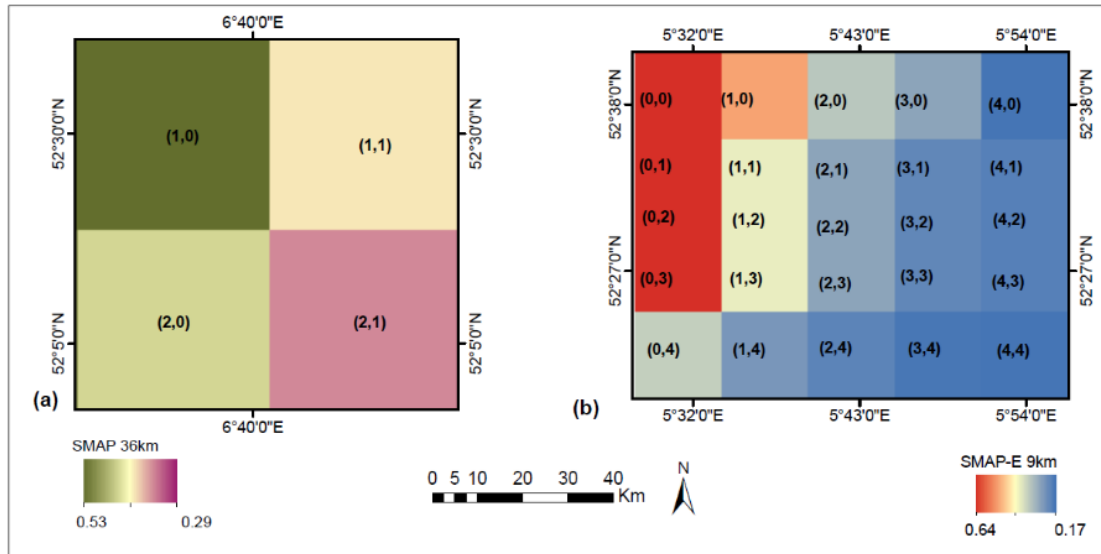 6°40'0"E
5°32'0"E 5°43'0"E 5°54'0"E
52°30'0"N
52°30'0"N
52°38'0"N
52°38'0"N
(1,0) (1,1)
(0,0) (1,0) (2,0) (3,0) (4,0)
(0,1) (1,1) (2,1) (3,1) (4,1)
(0,2) (1,2) (2,2) (3,2) (4,2)
52°27'0"N
52°27'0"N
(0,3) (1,3) (2,3) (3,3) (4,3)
52°5'0"N
52°5'0"N
(2,0) (2,1)
(0,4) (1,4) (2,4) (3,4) (4,4)
(a)
(b)
6°40'0"E
5°32'0"E 5°43'0"E 5°54'0"E
SMAP 36km
0.53 0.29
0 5 10 20 30 40
Km
N
SMAP-E 9km
0.64 0.17